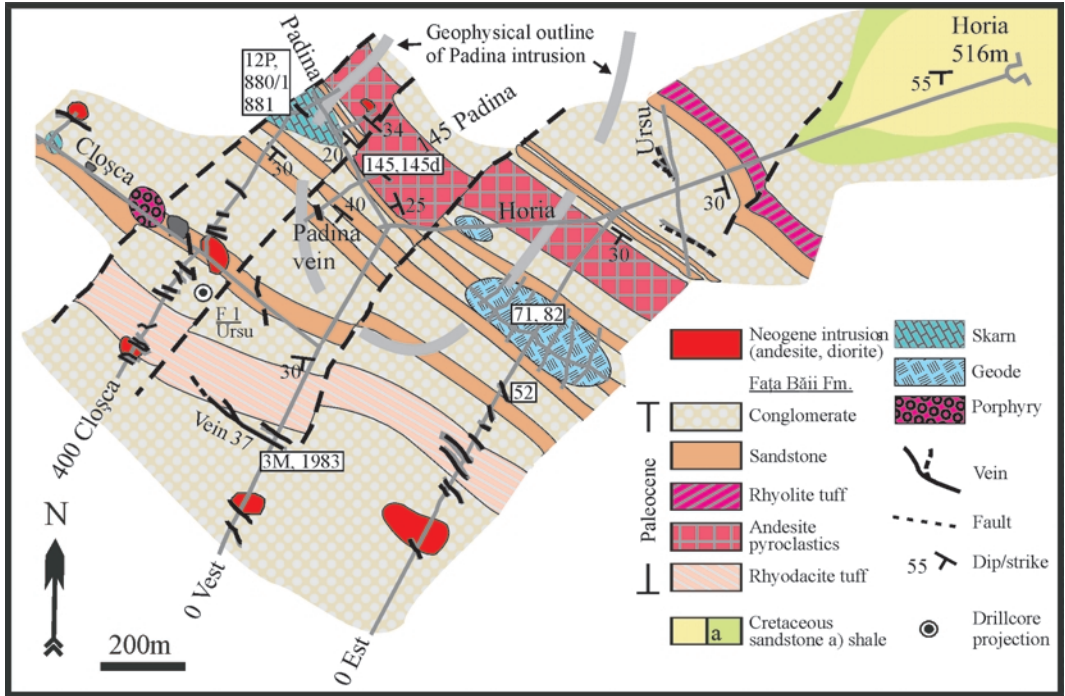 Geophysical outline
of Padina intrusion
Horia
516m
12P,
880/1
881
Padina
55
Cloşca
34
145 Padina
Ursu
20
30
145,145d
40
25
Horia
30
30
Padina
vein
71, 82
F 1
Ursu
30
52
400 Cloşca
Vein 37
3M, 1983
N
0 Vest
0 Est
200m
Neogene intrusion
(andesite, diorite)
Faţa Băii Fm.
Conglomerate
Sandstone
Rhyolite tuff
Andesite
pyroclastics
Rhyodacite tuff
Paleocene
a
Cretaceous
sandstone a) shale
Skarn
Geode
Porphyry
Vein
Fault
55
Dip/strike
Drillcore
projection